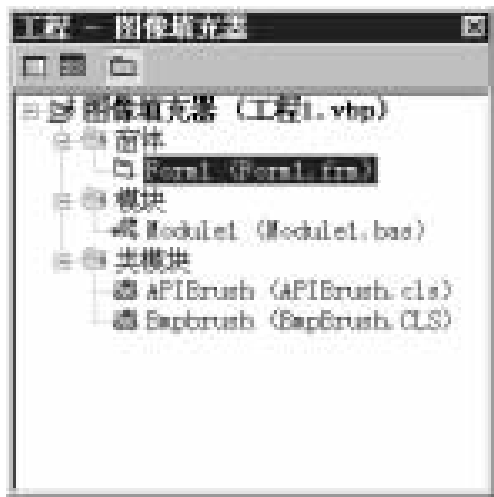 工程 - 图像填充器
图像填充器 (工程1.vbp)
窗体
Form1 (Form1.frm)
模块
Module1 (Module1.bas)
类模块
APIBrush (APIBrush.cls)
Bmpbrush (BmpBrush.CLS)